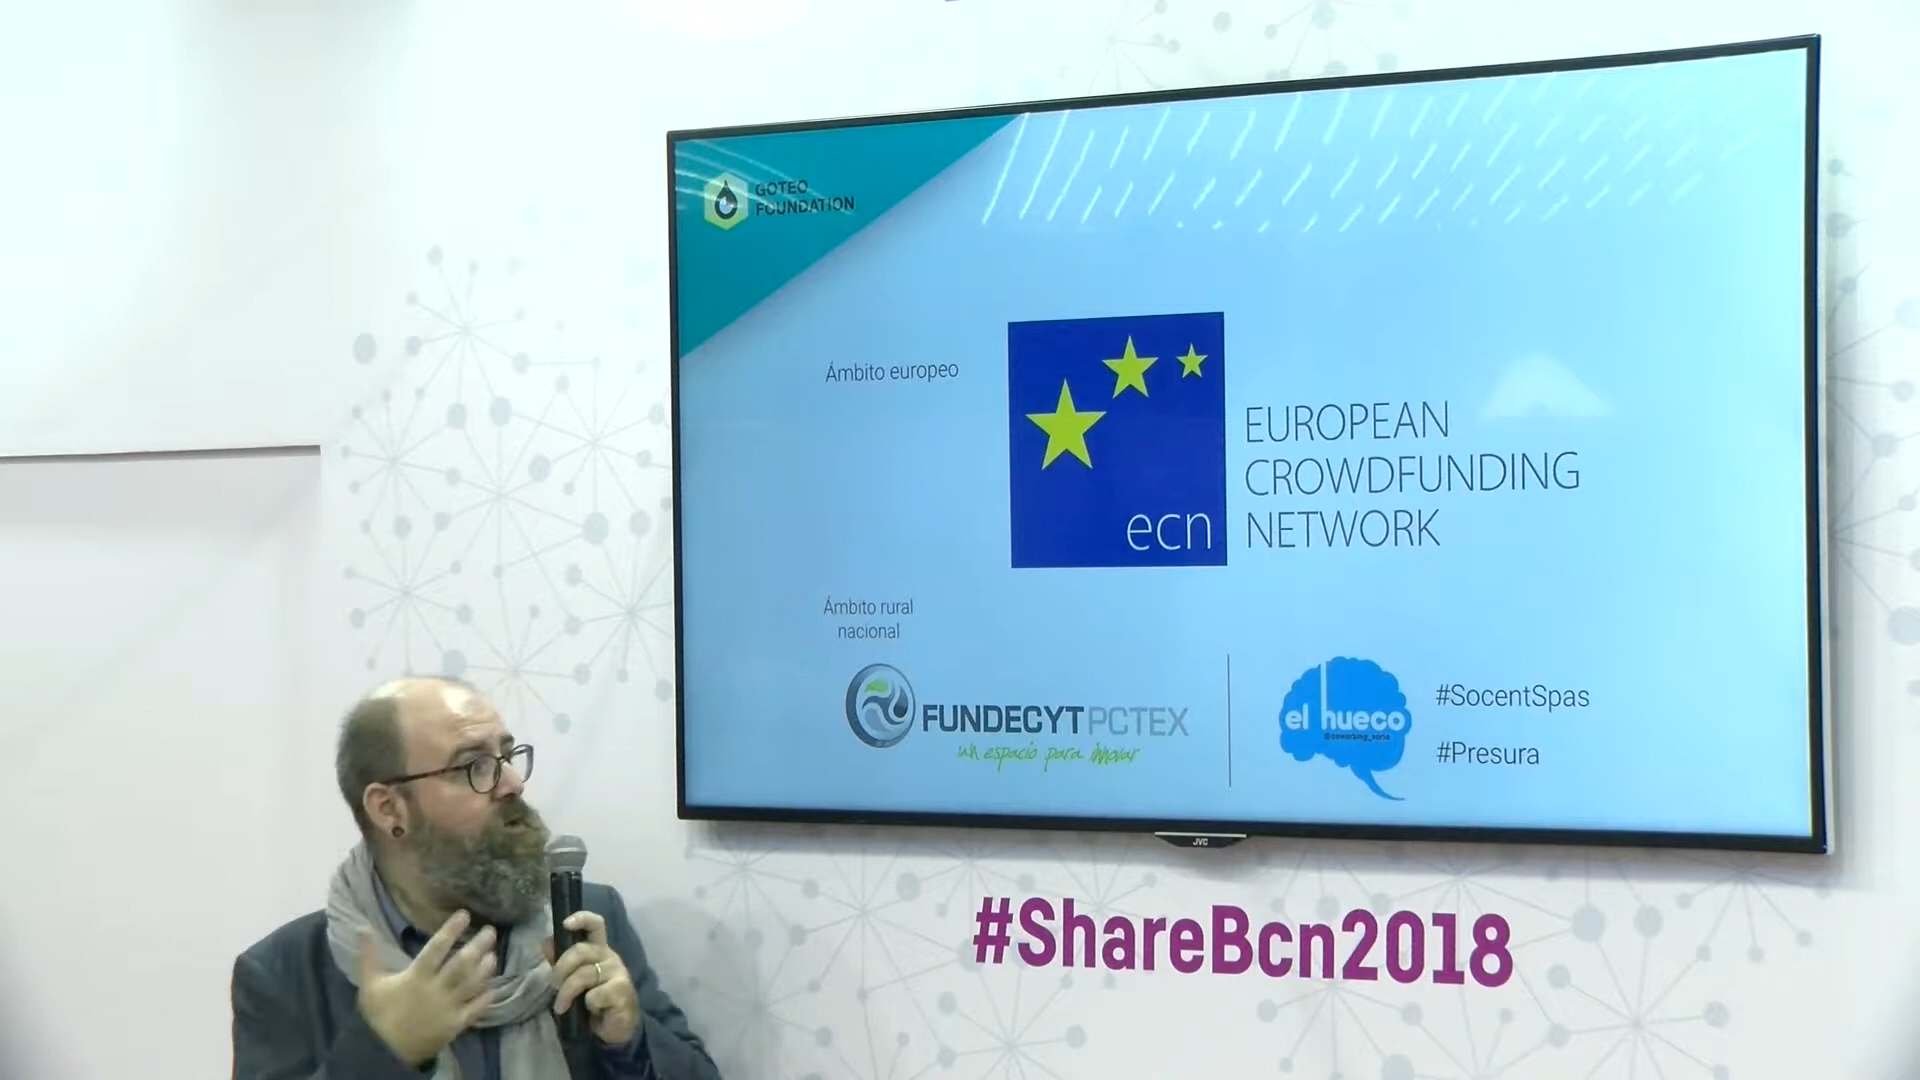 GOTEO
FOUNDATION
Ámbito europeo
ecn
EUROPEAN
CROWDFUNDING
NETWORK
Ámbito rural
nacional
FUNDECYT PCTEX
un espacio para innovar
el hueco
@coworking_soria
#SocentSpas
#Presura
JVC
#ShareBcn2018